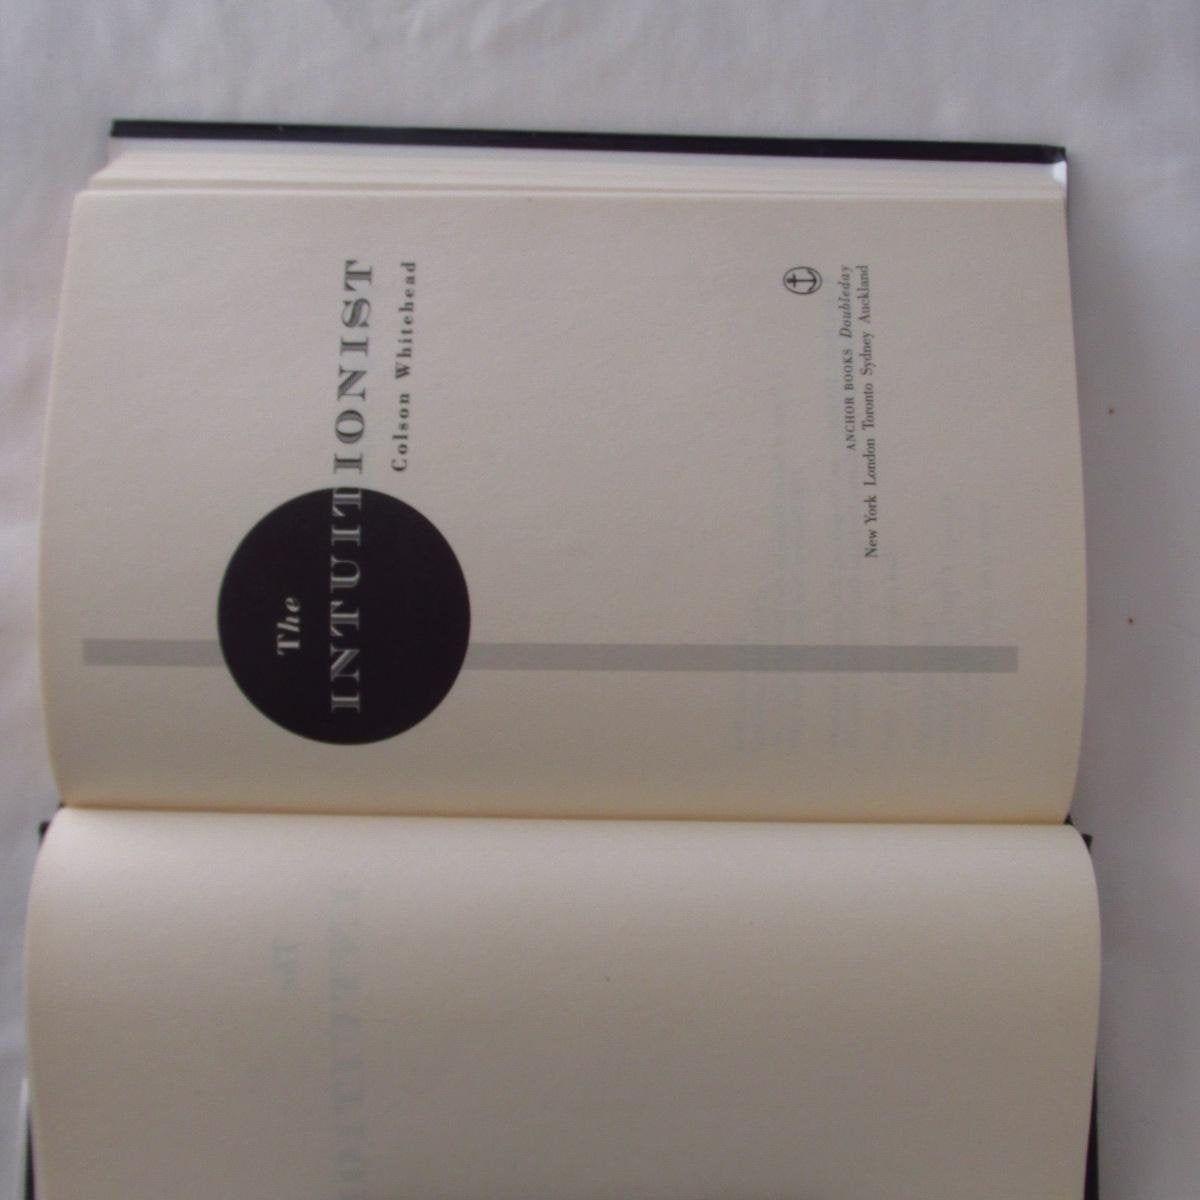 The
INTUITIONIST
Colson Whitehead
ANCHOR BOOKS Doubleday
New York London Toronto Sydney Auckland